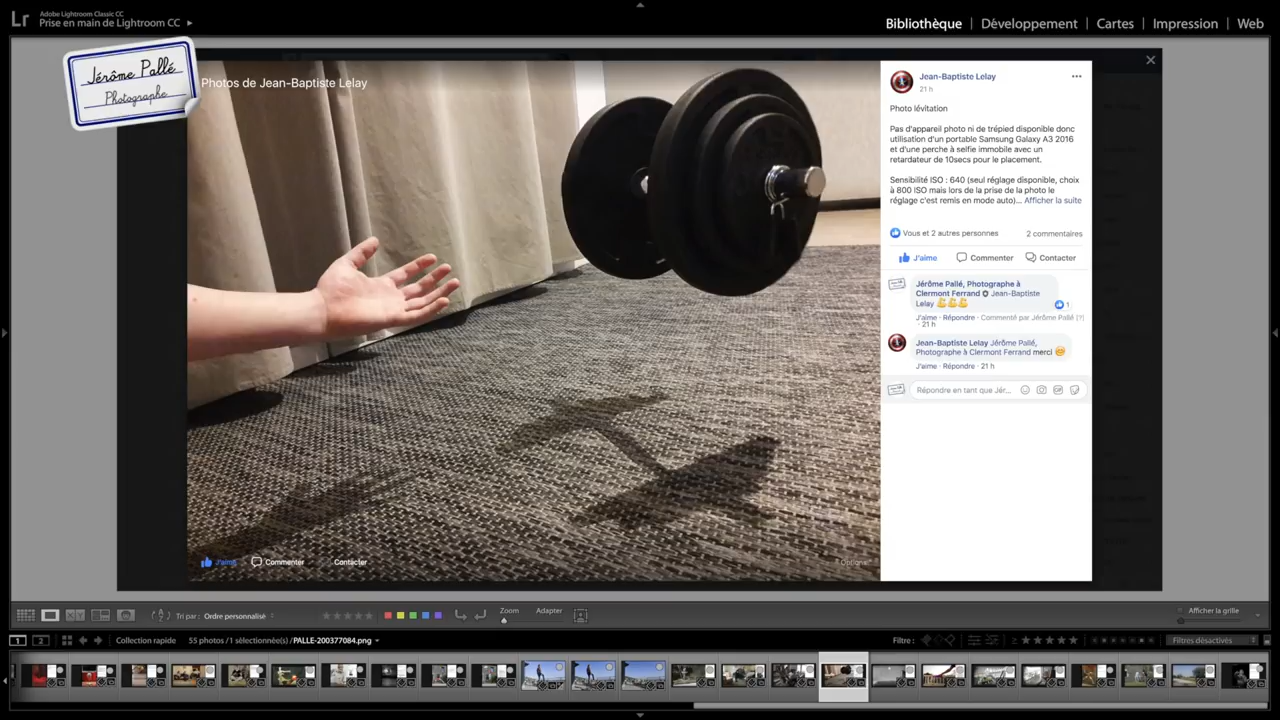 Adobe Lightroom Classic CC
Prise en main de Lightroom CC
Bibliothèque | Développement | Cartes | Impression | Web
Jérôme Pallé
Photographe
Photos de Jean-Baptiste Lelay
Jean-Baptiste Lelay
21 h
Photo lévitation
Pas d'appareil photo ni de trépied disponible donc
utilisation d'un portable Samsung Galaxy A3 2016
et d'une perche à selfie immobile avec un
retardateur de 10secs pour le placement.
Sensibilité ISO : 640 (seul réglage disponible, choix
à 800 ISO mais lors de la prise de la photo le
réglage c'est remis en mode auto)... Afficher la suite
Vous et 2 autres personnes 2 commentaires
J'aime Commenter Contacter
Jérôme Pallé, Photographe à
Clermont Ferrand Jean-Baptiste
Lelay
1
J'aime · Répondre · Commenté par Jérôme Pallé [?]
· 21 h
Jean-Baptiste Lelay Jérôme Pallé,
Photographe à Clermont Ferrand merci
J'aime · Répondre · 21 h
Répondre en tant que Jér...
GIF
J'aime Commenter Contacter Options
Tri par : Ordre personnalisé Zoom Adapter Afficher la grille
1 2 Collection rapide 55 photos /1 sélectionnée(s) /PALLE-200377084.png Filtre : Filtres désactivés